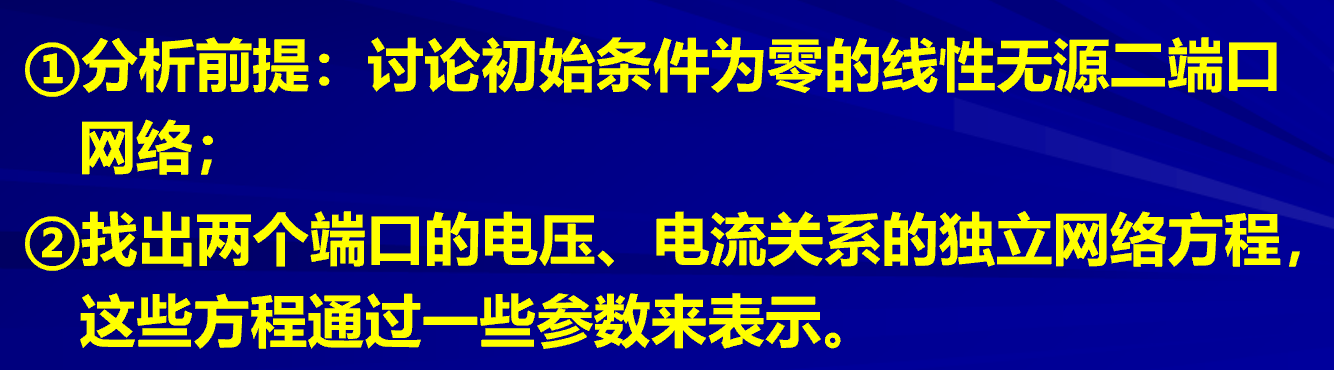 ①分析前提：讨论初始条件为零的线性无源二端口
网络；
②找出两个端口的电压、电流关系的独立网络方程，
这些方程通过一些参数来表示。